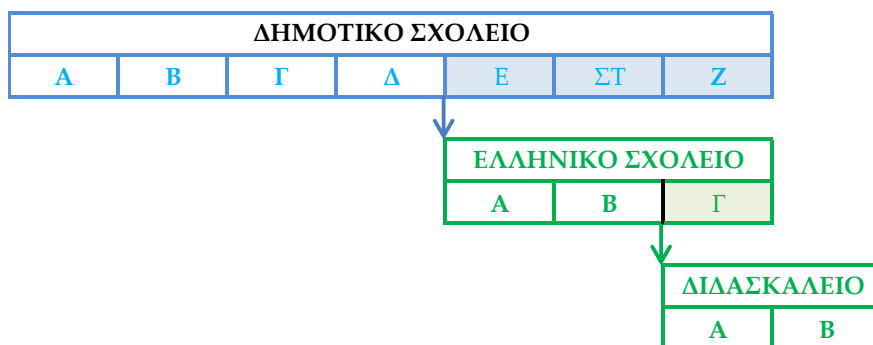 ΔΗΜΟΤΙΚΟ ΣΧΟΛΕΙΟ
Α Β Γ Δ Ε ΣΤ Ζ
ΕΛΛΗΝΙΚΟ ΣΧΟΛΕΙΟ
Α Β Γ
ΔΙΔΑΣΚΑΛΕΙΟ
Α Β